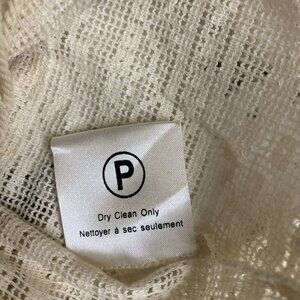 P
Dry Clean Only
Nettoyer à sec seulement